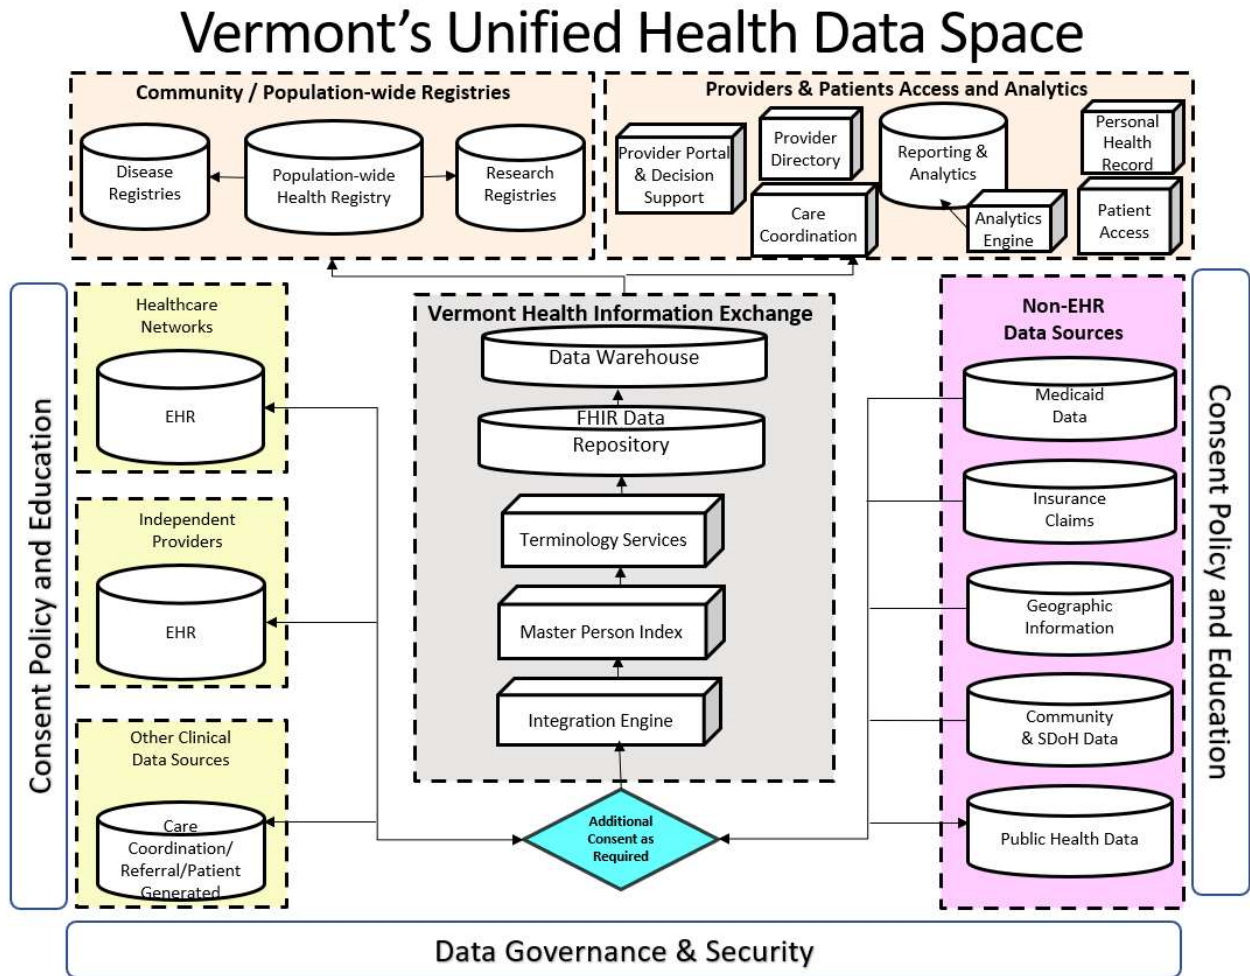 Vermont's Unified Health Data Space
Community / Population-wide Registries
Disease
Registries
Population-wide
Health Registry
Research
Registries
Providers & Patients Access and Analytics
Provider Portal
& Decision
Support
Provider
Directory
Care
Coordination
Reporting &
Analytics
Analytics
Engine
Personal
Health
Record
Patient
Access
Consent Policy and Education
Healthcare
Networks
EHR
Independent
Providers
EHR
Other Clinical
Data Sources
Care
Coordination/
Referral/Patient
Generated
Vermont Health Information Exchange
Data Warehouse
FHIR Data
Repository
Terminology Services
Master Person Index
Integration Engine
Additional
Consent as
Required
Non-EHR
Data Sources
Medicaid
Data
Insurance
Claims
Geographic
Information
Community
& SDoH Data
Public Health Data
Consent Policy and Education
Data Governance & Security